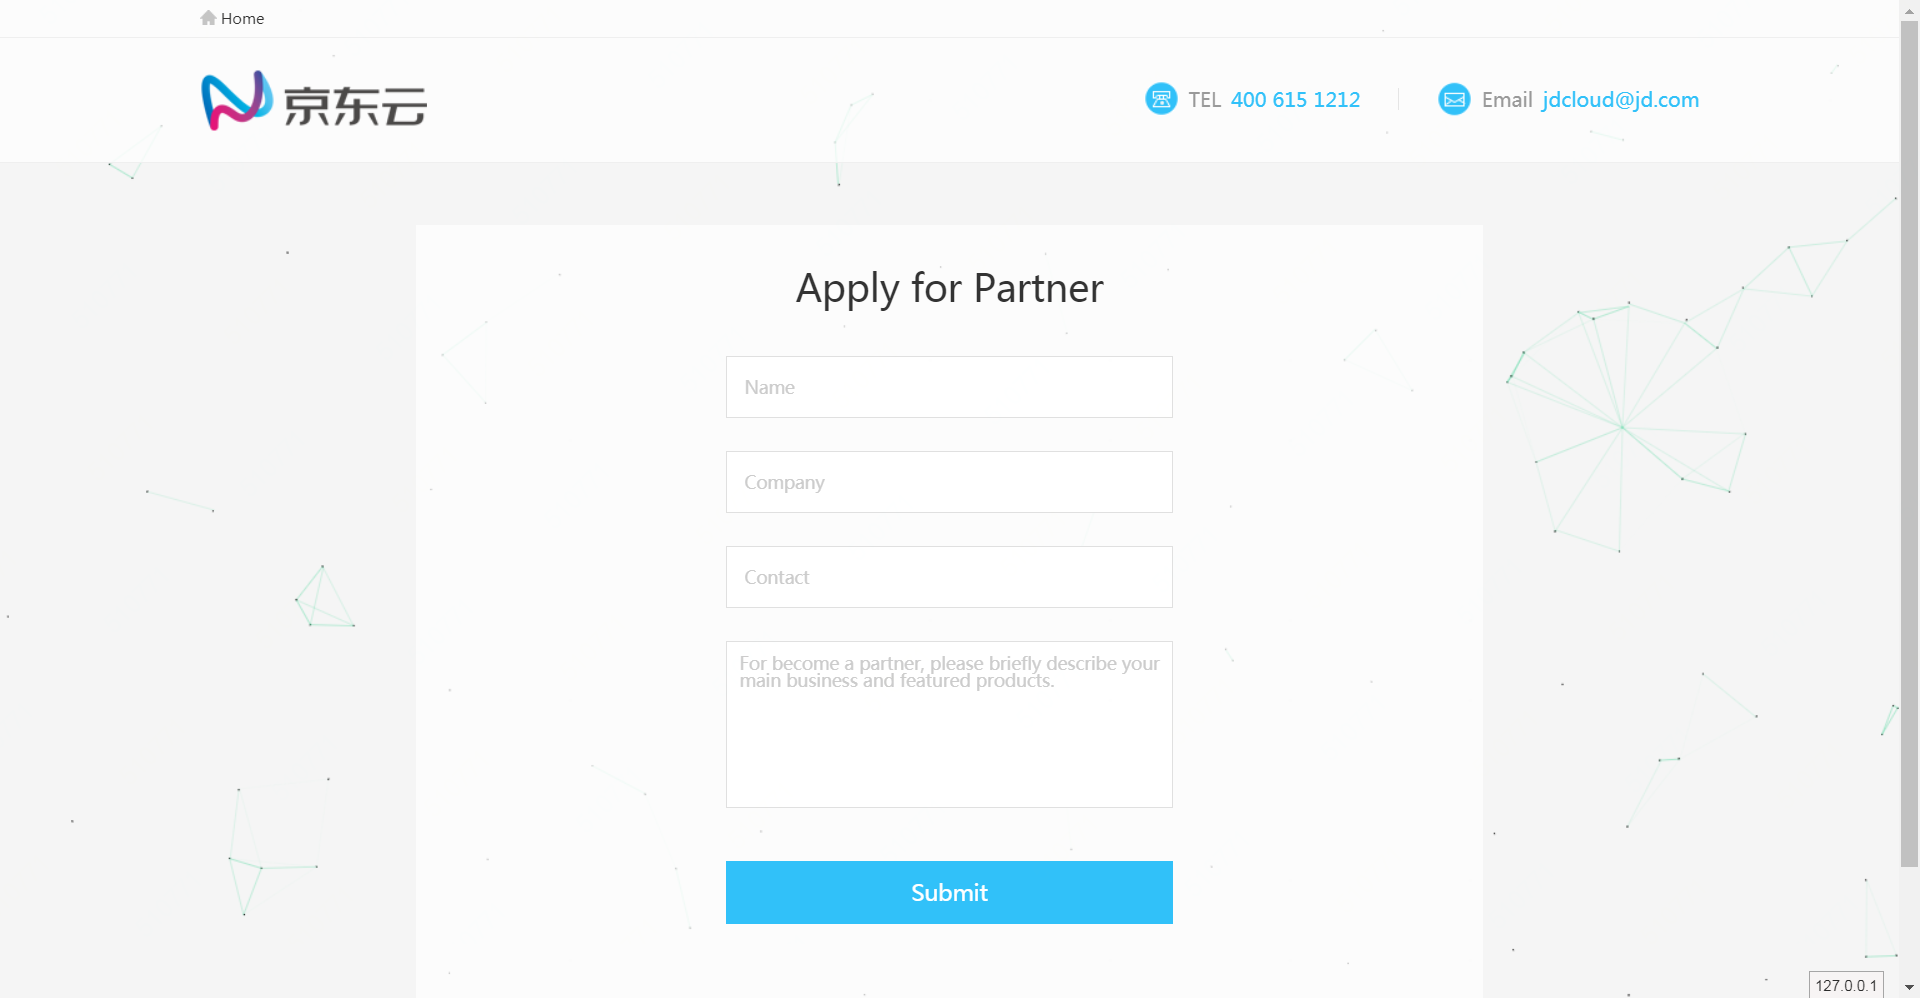 Home
京东云
TEL 400 615 1212
Email jdcloud@jd.com
Apply for Partner
Name
Company
Contact
For become a partner, please briefly describe your
main business and featured products.
Submit
127.0.0.1